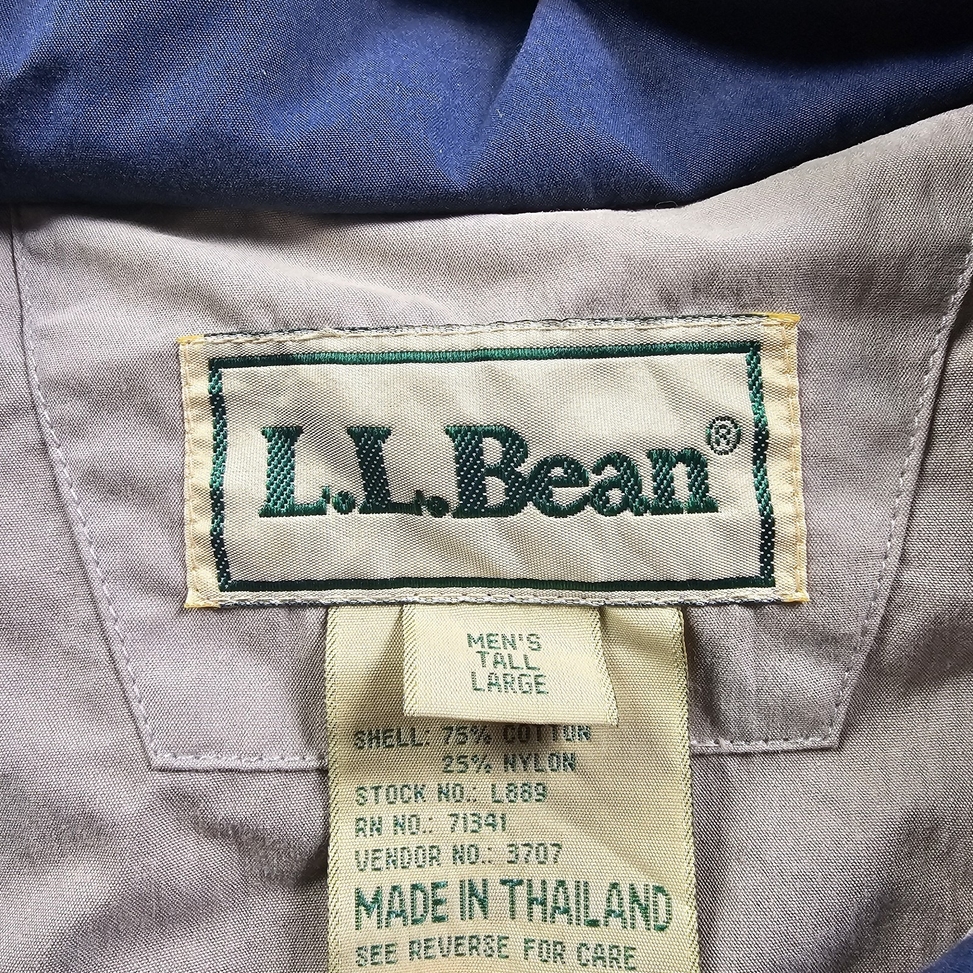 L.L.Bean®
MEN'S
TALL
LARGE
SHELL: 75% COTTON
25% NYLON
STOCK NO.: L889
RN NO.: 71341
VENDOR NO.: 3707
MADE IN THAILAND
SEE REVERSE FOR CARE